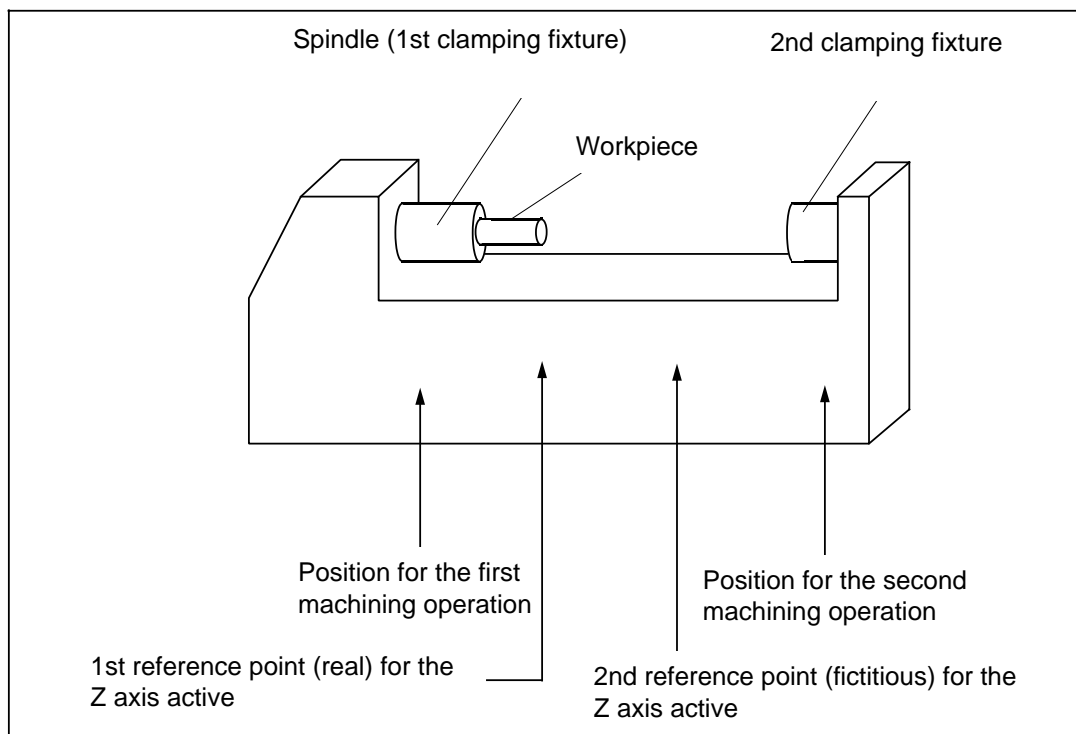 Spindle (1st clamping fixture)
2nd clamping fixture
Workpiece
Position for the first
machining operation
Position for the second
machining operation
1st reference point (real) for the
Z axis active
2nd reference point (fictitious) for the
Z axis active